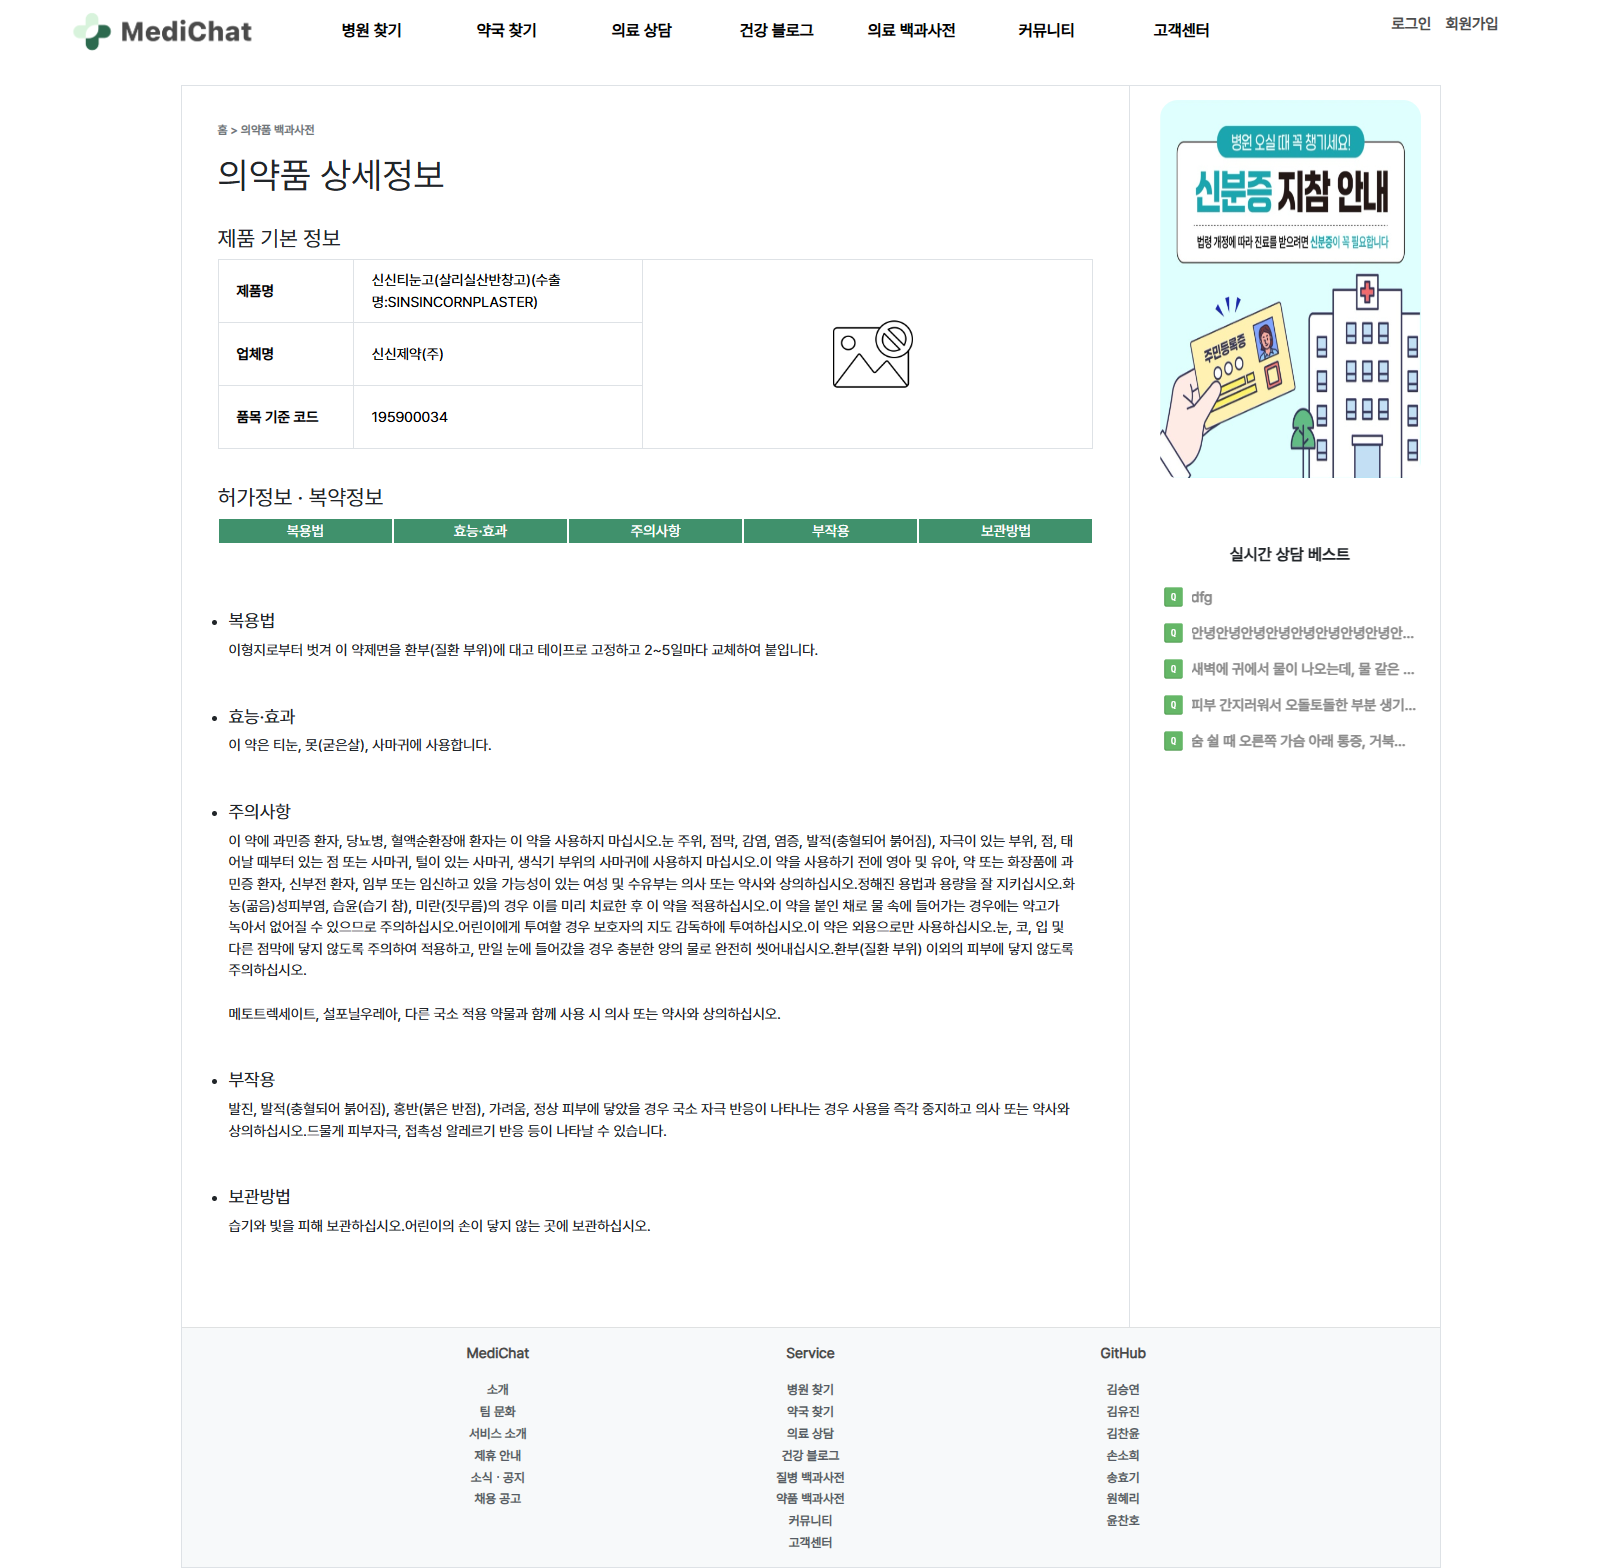 MediChat
병원 찾기
약국 찾기
의료 상담
건강 블로그
의료 백과사전
커뮤니티
고객센터
로그인
회원가입
홈 > 의약품 백과사전
의약품 상세정보
제품 기본 정보
제품명
신신티눈고(살리실산반창고)(수출
명:SINSINCORNPLASTER)
업체명
신신제약(주)
품목 기준 코드
195900034
허가정보 · 복약정보
복용법
효능·효과
주의사항
부작용
보관방법
복용법
이형지로부터 벗겨 이 약제면을 환부(질환 부위)에 대고 테이프로 고정하고 2~5일마다 교체하여 붙입니다.
효능·효과
이 약은 티눈, 못(굳은살), 사마귀에 사용합니다.
주의사항
이 약에 과민증 환자, 당뇨병, 혈액순환장애 환자는 이 약을 사용하지 마십시오.눈 주위, 점막, 감염, 염증, 발적(충혈되어 붉어짐), 자극이 있는 부위, 점, 태
어날 때부터 있는 점 또는 사마귀, 털이 있는 사마귀, 생식기 부위의 사마귀에 사용하지 마십시오.이 약을 사용하기 전에 영아 및 유아, 약 또는 화장품에 과
민증 환자, 신부전 환자, 임부 또는 임신하고 있을 가능성이 있는 여성 및 수유부는 의사 또는 약사와 상의하십시오.정해진 용법과 용량을 잘 지키십시오.화
농(곪음)성피부염, 습윤(습기 참), 미란(짓무름)의 경우 이를 미리 치료한 후 이 약을 적용하십시오.이 약을 붙인 채로 물 속에 들어가는 경우에는 약고가
녹아서 없어질 수 있으므로 주의하십시오.어린이에게 투여할 경우 보호자의 지도 감독하에 투여하십시오.이 약은 외용으로만 사용하십시오.눈, 코, 입 및
다른 점막에 닿지 않도록 주의하여 적용하고, 만일 눈에 들어갔을 경우 충분한 양의 물로 완전히 씻어내십시오.환부(질환 부위) 이외의 피부에 닿지 않도록
주의하십시오.
메토트렉세이트, 설포닐우레아, 다른 국소 적용 약물과 함께 사용 시 의사 또는 약사와 상의하십시오.
부작용
발진, 발적(충혈되어 붉어짐), 홍반(붉은 반점), 가려움, 정상 피부에 닿았을 경우 국소 자극 반응이 나타나는 경우 사용을 즉각 중지하고 의사 또는 약사와
상의하십시오.드물게 피부자극, 접촉성 알레르기 반응 등이 나타날 수 있습니다.
보관방법
습기와 빛을 피해 보관하십시오.어린이의 손이 닿지 않는 곳에 보관하십시오.
병원 오실 때 꼭 챙기세요!
신분증 지참 안내
법령 개정에 따라 진료를 받으려면 신분증이 꼭 필요합니다
주민등록증
실시간 상담 베스트
Q dfg
Q 안녕안녕안녕안녕안녕안녕안녕안녕안...
Q 새벽에 귀에서 물이 나오는데, 물 같은 ...
Q 피부 간지러워서 오돌토돌한 부분 생기...
Q 숨 쉴 때 오른쪽 가슴 아래 통증, 거북...
MediChat
소개
팀 문화
서비스 소개
제휴 안내
소식 · 공지
채용 공고
Service
병원 찾기
약국 찾기
의료 상담
건강 블로그
질병 백과사전
약품 백과사전
커뮤니티
고객센터
GitHub
김승연
김유진
김찬윤
손소희
송효기
원혜리
윤찬호